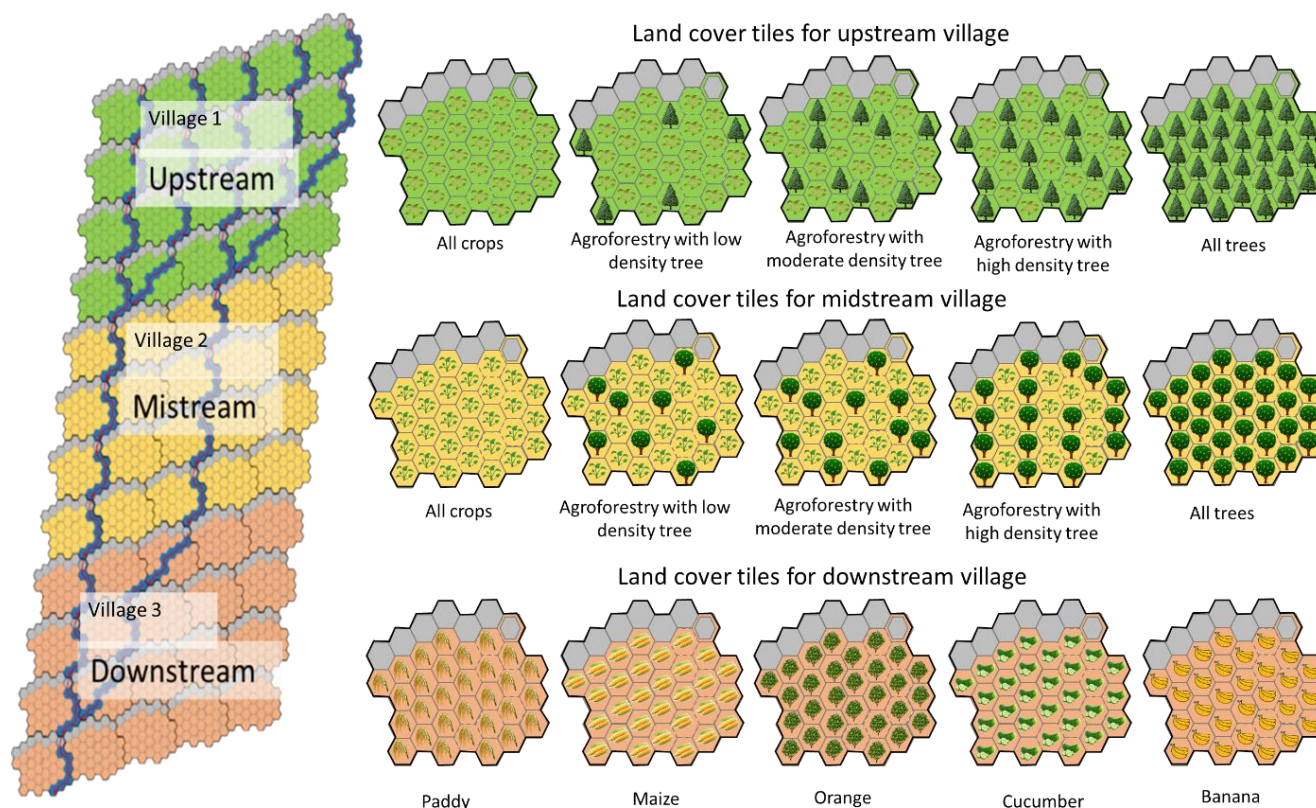 Village 1
Upstream
Village 2
Mistream
Village 3
Downstream
Land cover tiles for upstream village
All crops
Agroforestry with low
density tree
Agroforestry with
moderate density tree
Agroforestry with
high density tree
All trees
Land cover tiles for midstream village
All crops
Agroforestry with low
density tree
Agroforestry with
moderate density tree
Agroforestry with
high density tree
All trees
Land cover tiles for downstream village
Paddy
Maize
Orange
Cucumber
Banana